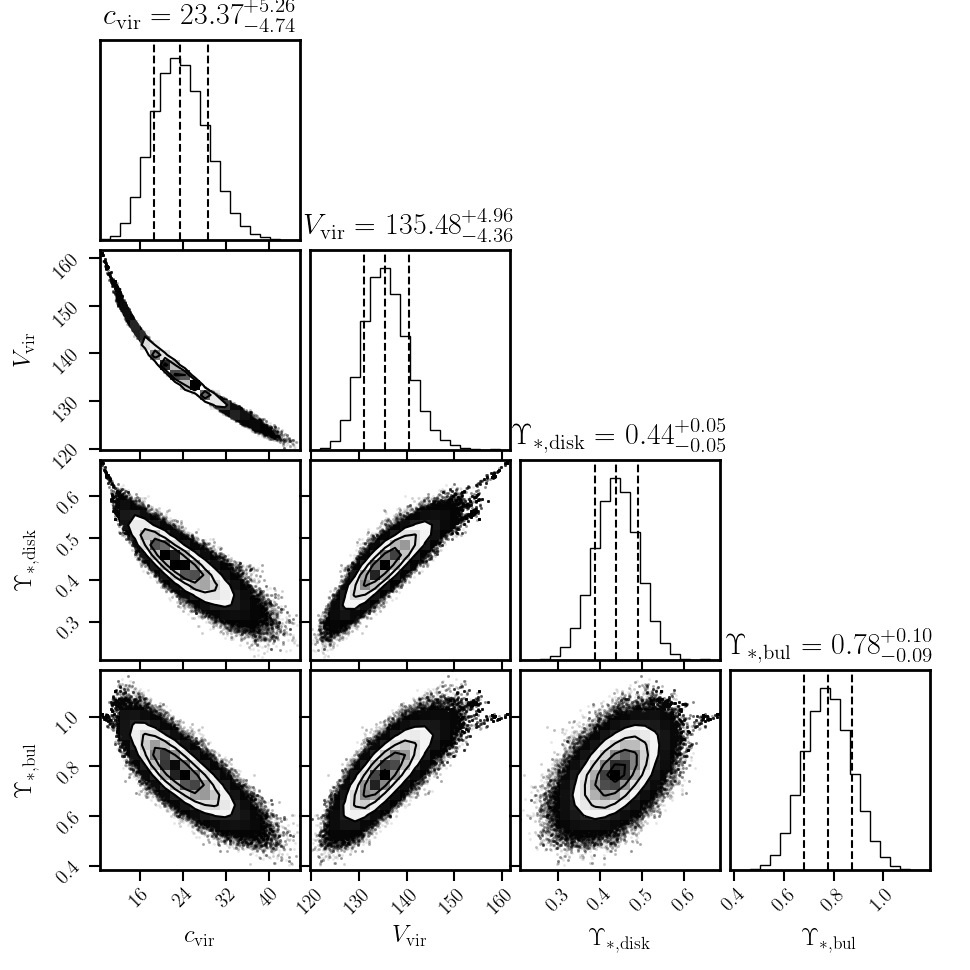 c_vir = 23.37^{+5.26}_{-4.74}
V_vir = 135.48^{+4.96}_{-4.36}
160
150
140
130
120
V_vir
ϒ_{*,disk} = 0.44^{+0.05}_{-0.05}
0.6
0.5
0.4
0.3
ϒ_{*,disk}
ϒ_{*,bul} = 0.78^{+0.10}_{-0.09}
1.0
0.8
0.6
0.4
ϒ_{*,bul}
16 24 32 40
120 130 140 150 160
0.3 0.4 0.5 0.6
0.4 0.6 0.8 1.0
c_vir
V_vir
ϒ_{*,disk}
ϒ_{*,bul}